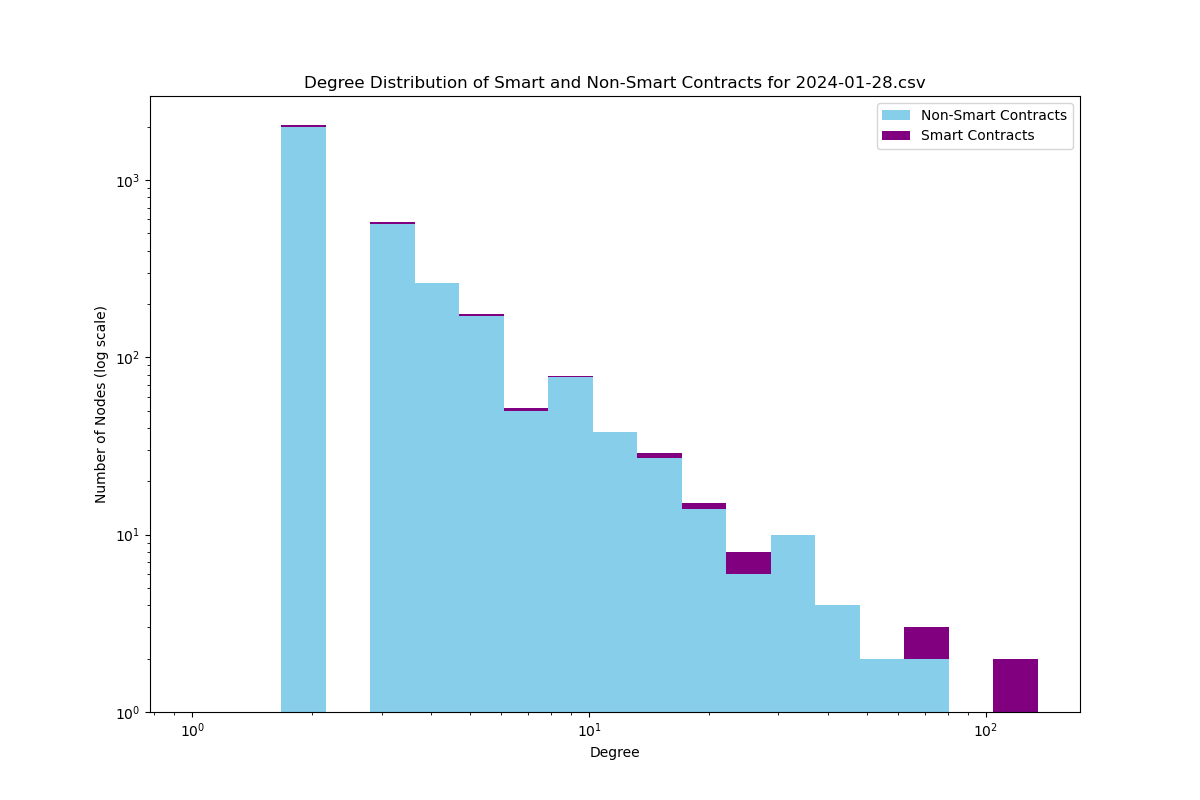 Degree Distribution of Smart and Non-Smart Contracts for 2024-01-28.csv
Non-Smart Contracts
Smart Contracts
Number of Nodes (log scale)
10³
10²
10¹
10⁰
10⁰ 10¹ 10²
Degree